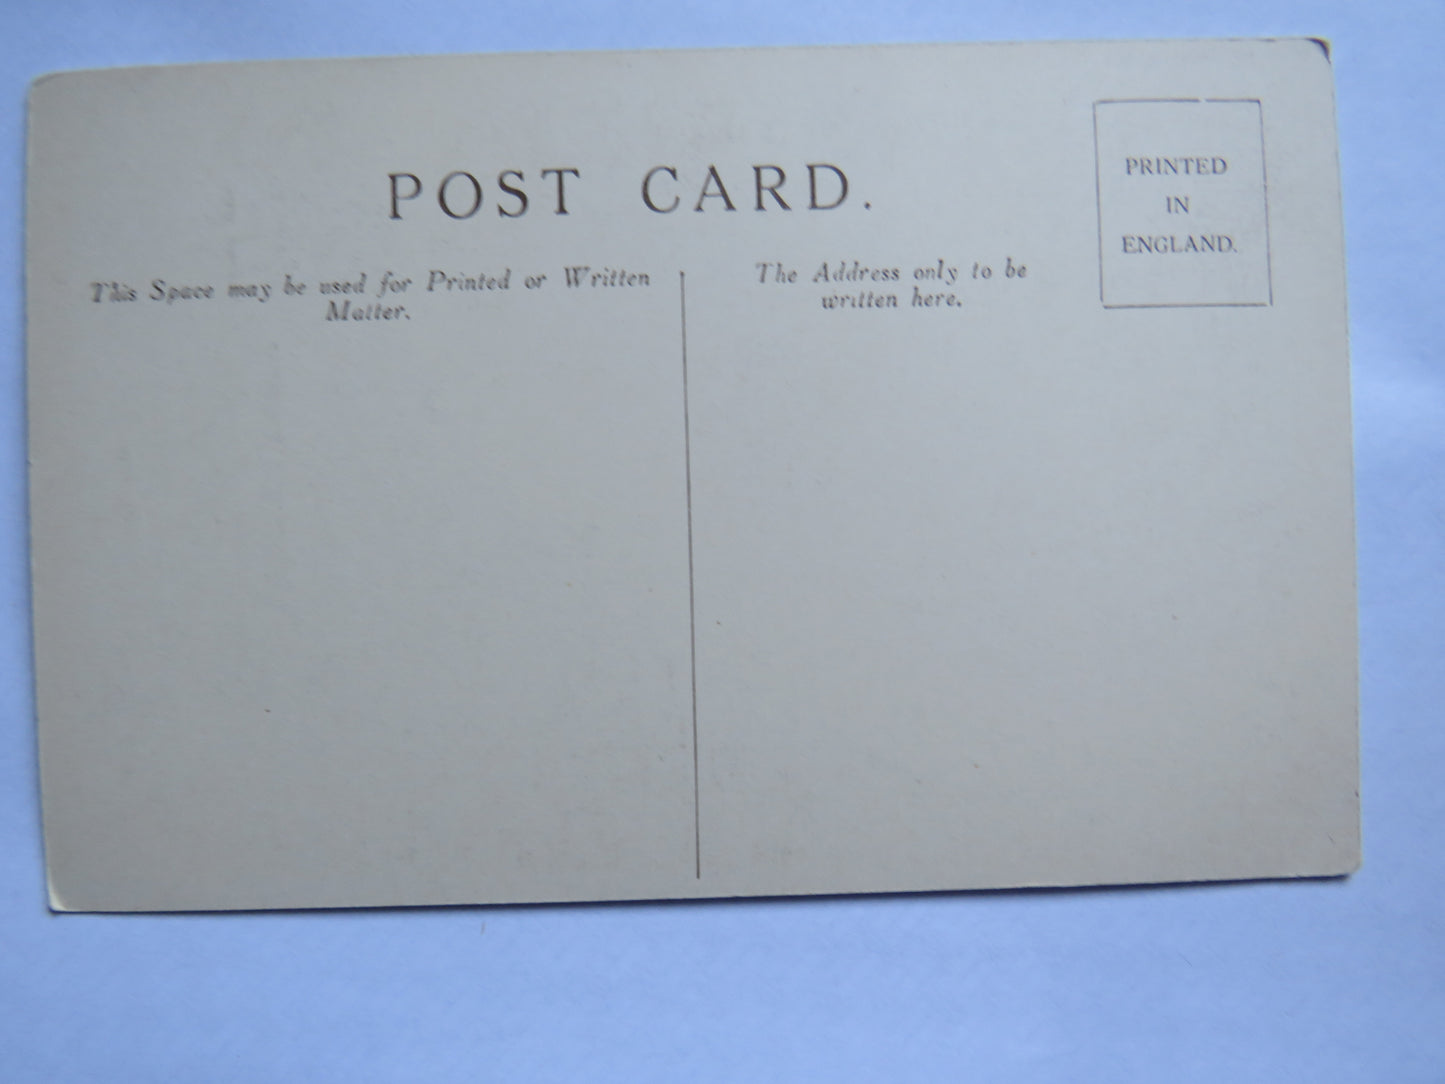 POST CARD.
PRINTED
IN
ENGLAND.
This Space may be used for Printed or Written
Matter.
The Address only to be
written here.